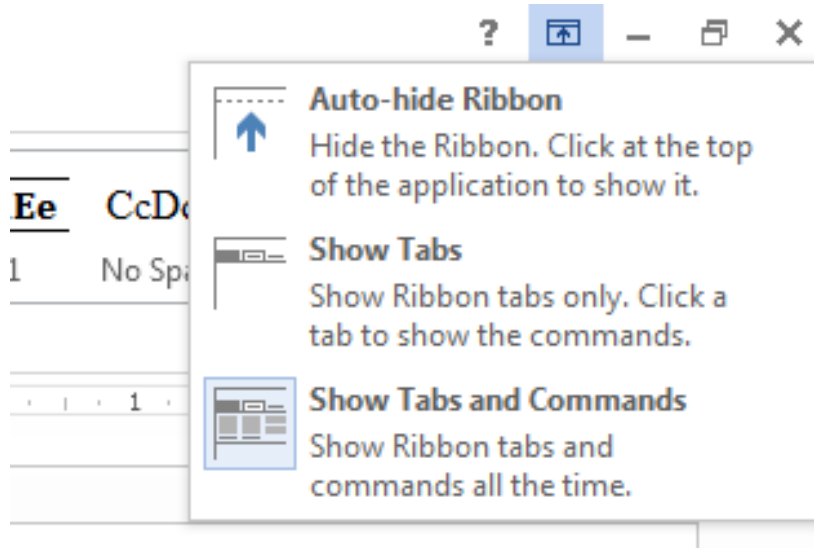 ?
Auto-hide Ribbon
Hide the Ribbon. Click at the top
of the application to show it.
Ee CcDd
1 No Spa
Show Tabs
Show Ribbon tabs only. Click a
tab to show the commands.
1
Show Tabs and Commands
Show Ribbon tabs and
commands all the time.